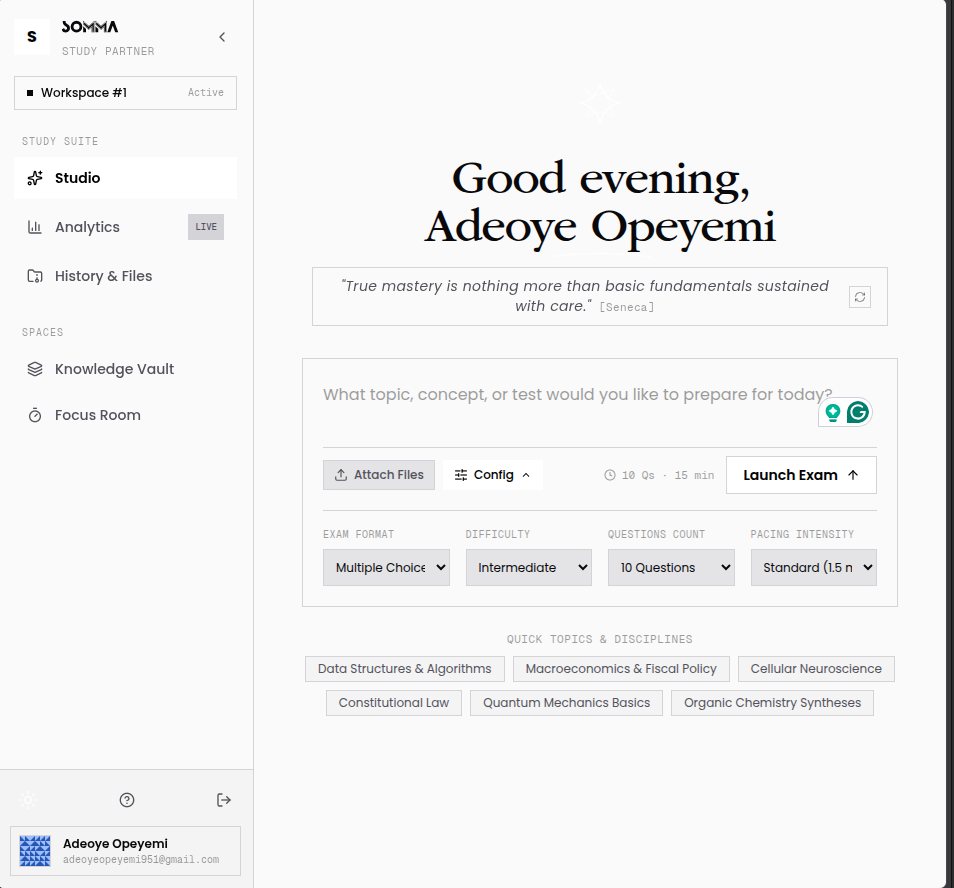 S
SOMMA
STUDY PARTNER
Workspace #1 Active
STUDY SUITE
Studio
Analytics LIVE
History & Files
SPACES
Knowledge Vault
Focus Room
Adeoye Opeyemi
adeoyeopeyemi951@gmail.com
Good evening,
Adeoye Opeyemi
"True mastery is nothing more than basic fundamentals sustained
with care." [Seneca]
What topic, concept, or test would you like to prepare for today?
G
Attach Files Config 10 Qs · 15 min Launch Exam
EXAM FORMAT DIFFICULTY QUESTIONS COUNT PACING INTENSITY
Multiple Choice Intermediate 10 Questions Standard (1.5 n
QUICK TOPICS & DISCIPLINES
Data Structures & Algorithms Macroeconomics & Fiscal Policy Cellular Neuroscience
Constitutional Law Quantum Mechanics Basics Organic Chemistry Syntheses